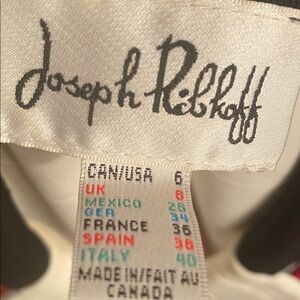 Joseph Ribkoff
CAN/USA 6
UK 8
MEXICO 28
GER 34
FRANCE 36
SPAIN 38
ITALY 40
MADE IN/FAIT AU
CANADA